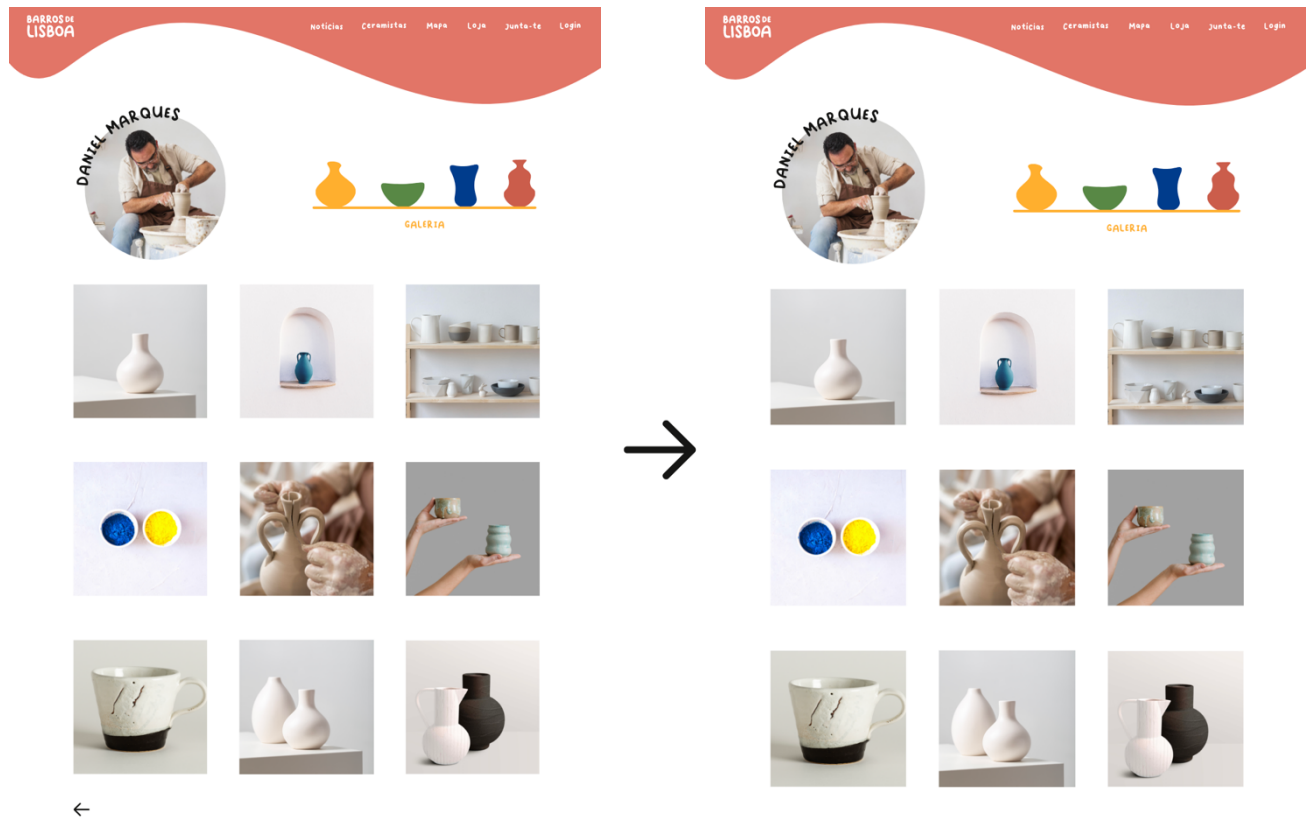 BARROS DE
LISBOA
Notícias Ceramistas Mapa Loja Junta-te Login
DANIEL MARQUES
GALERIA
BARROS DE
LISBOA
Notícias Ceramistas Mapa Loja Junta-te Login
DANIEL MARQUES
GALERIA